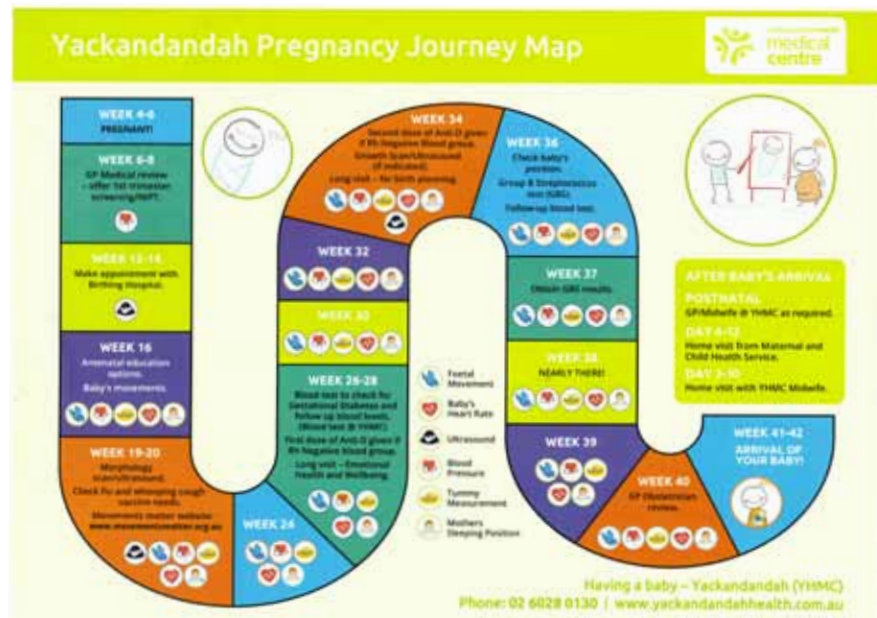 Yackandandah Pregnancy Journey Map
medical
centre
WEEK 4-6
PREGNANT!
WEEK 6-8
GP Medical review
- offer 1st trimester
screening/NIPT.
WEEK 12-14
Make appointment with
Birthing Hospital.
WEEK 16
Antenatal education
options.
Baby's movements.
WEEK 19-20
Morphology
scan/ultrasound.
Check flu and whooping cough
vaccine needs.
Movements matter website:
www.movementsmatter.org.au
WEEK 24
WEEK 26-28
Blood test to check for
Gestational Diabetes and
follow up blood levels.
(Blood test @ YHMC)
First dose of Anti-D given if
Rh Negative blood group.
Long visit – Emotional
Health and Wellbeing.
WEEK 30
WEEK 32
WEEK 34
Second dose of Anti-D given
if Rh Negative Blood group.
Growth Scan/Ultrasound
(if indicated).
Long visit – for birth planning.
WEEK 36
Check baby's
position.
Group B Streptococcus
test (GBS).
Follow-up blood test.
WEEK 37
Obtain GBS results.
WEEK 38
NEARLY THERE!
WEEK 39
WEEK 40
GP Obstetrician
review.
WEEK 41-42
ARRIVAL OF
YOUR BABY!
Foetal
Movement
Baby's
Heart Rate
Ultrasound
Blood
Pressure
Tummy
Measurement
Mothers
Sleeping Position
AFTER BABY'S ARRIVAL
POSTNATAL
GP/Midwife @ YHMC as required.
Home visit from Maternal and
Child Health Service.
Home visit with YHMC Midwife.
Having a baby – Yackandandah (YHMC)
Phone: 02 6028 0130 | www.yackandandahhealth.com.au